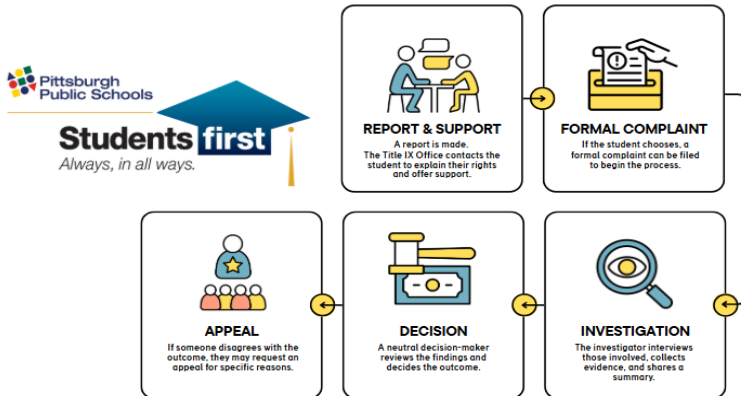 Pittsburgh
Public Schools
Students first
Always, in all ways.
REPORT & SUPPORT
A report is made.
The Title IX Office contacts the
student to explain their rights
and offer support.
FORMAL COMPLAINT
If the student chooses, a
formal complaint can be filed
to begin the process.
INVESTIGATION
The investigator interviews
those involved, collects
evidence, and shares a
summary.
DECISION
A neutral decision-maker
reviews the findings and
decides the outcome.
APPEAL
If someone disagrees with the
outcome, they may request an
appeal for specific reasons.